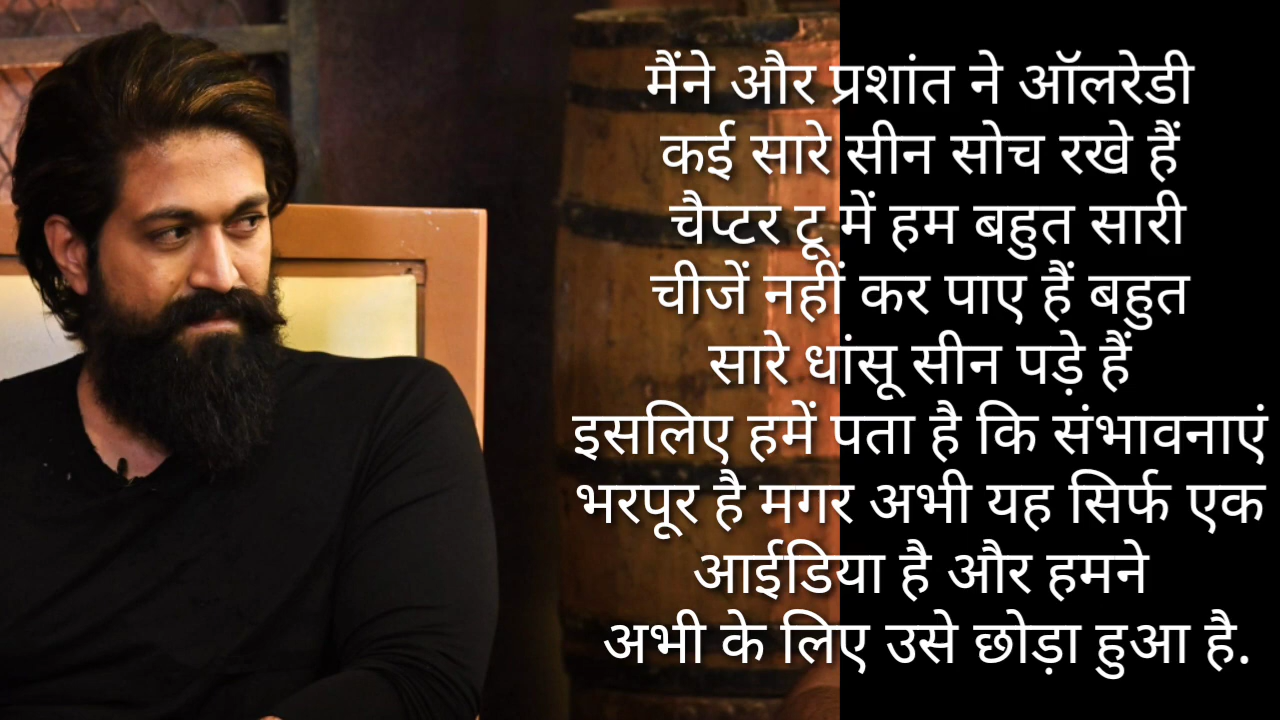 मैंने और प्रशांत ने ऑलरेडी
कई सारे सीन सोच रखे हैं
चैप्टर टू में हम बहुत सारी
चीजें नहीं कर पाए हैं बहुत
सारे धांसू सीन पड़े हैं
इसलिए हमें पता है कि संभावनाएं
भरपूर है मगर अभी यह सिर्फ एक
आईडिया है और हमने
अभी के लिए उसे छोड़ा हुआ है.